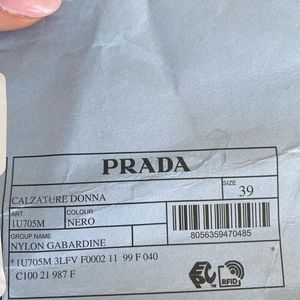 PRADA
CALZATURE DONNA
SIZE
39
ART.
COLOUR
1U705M
NERO
GROUP NAME
NYLON GABARDINE
8056359470485
*1U705M 3LFV F0002 11 99 F 040
C100 21 987 F
RFID